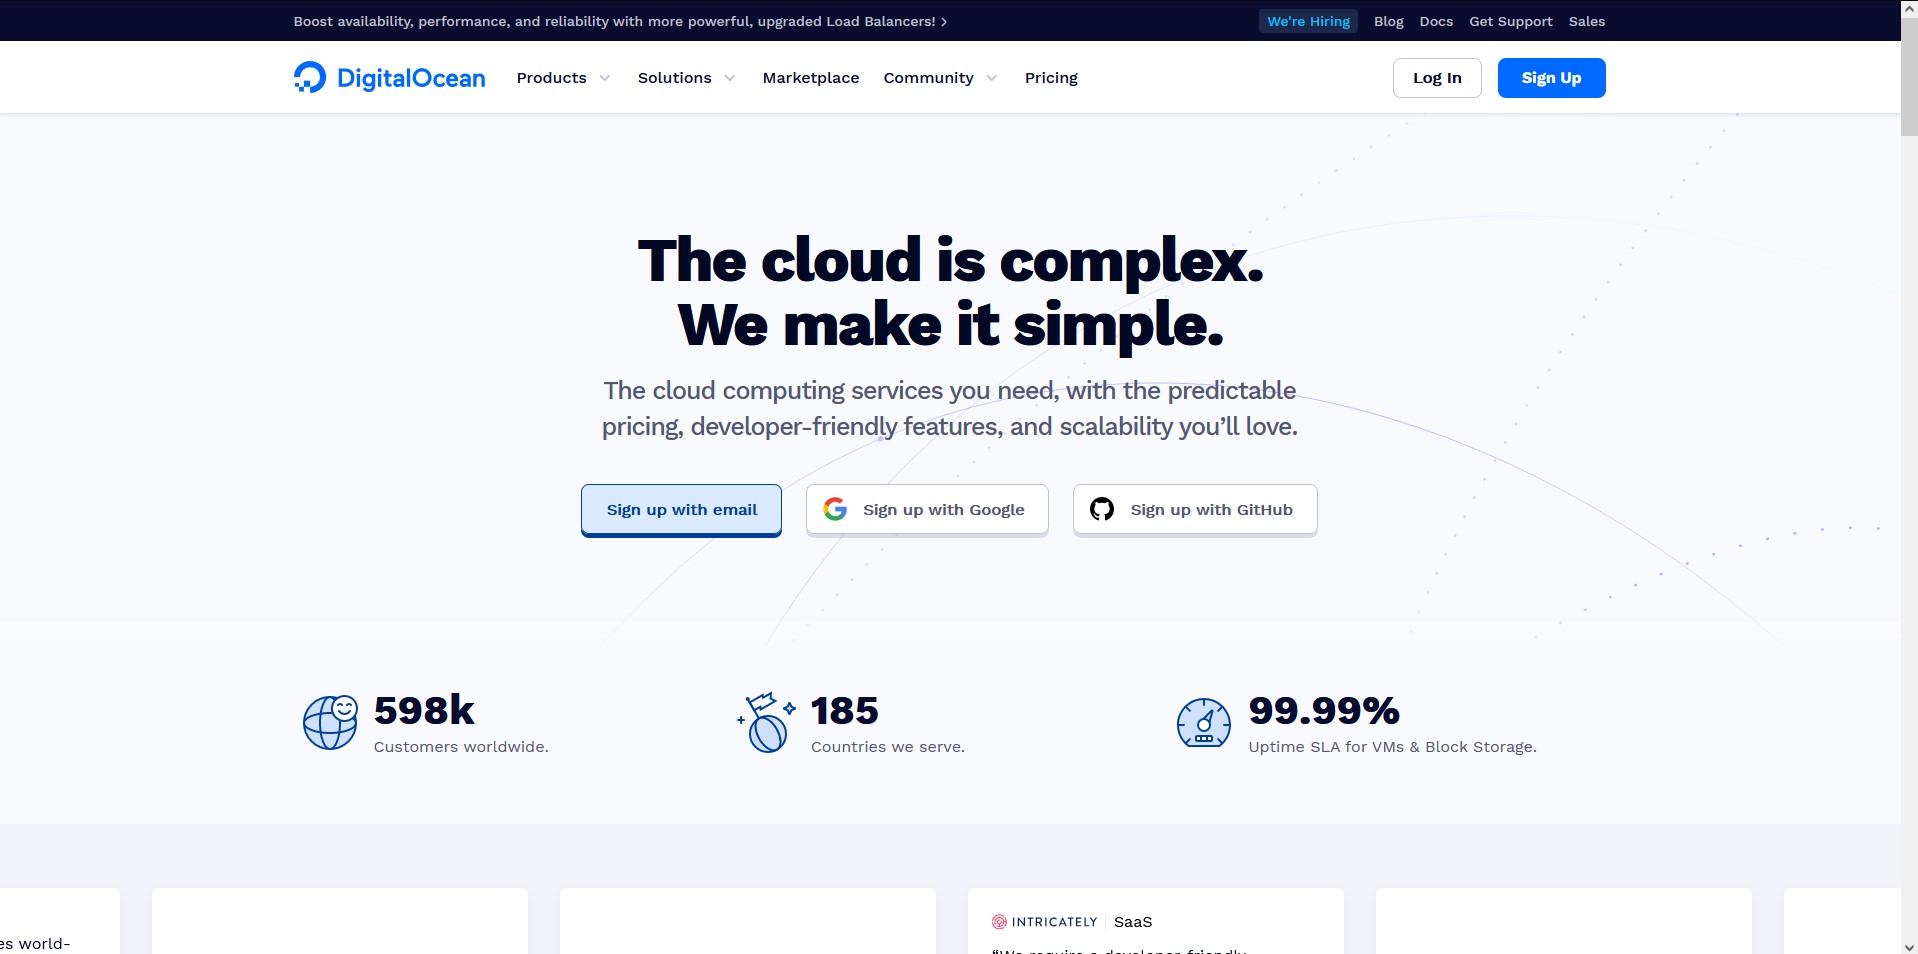 Boost availability, performance, and reliability with more powerful, upgraded Load Balancers!
We're Hiring
Blog
Docs
Get Support
Sales
DigitalOcean
Products
Solutions
Marketplace
Community
Pricing
Log In
Sign Up
The cloud is complex.
We make it simple.
The cloud computing services you need, with the predictable
pricing, developer-friendly features, and scalability you’ll love.
Sign up with email
Sign up with Google
Sign up with GitHub
598k
Customers worldwide.
185
Countries we serve.
99.99%
Uptime SLA for VMs & Block Storage.
INTRICATELY
SaaS
es world-
“We require a developer-friendly